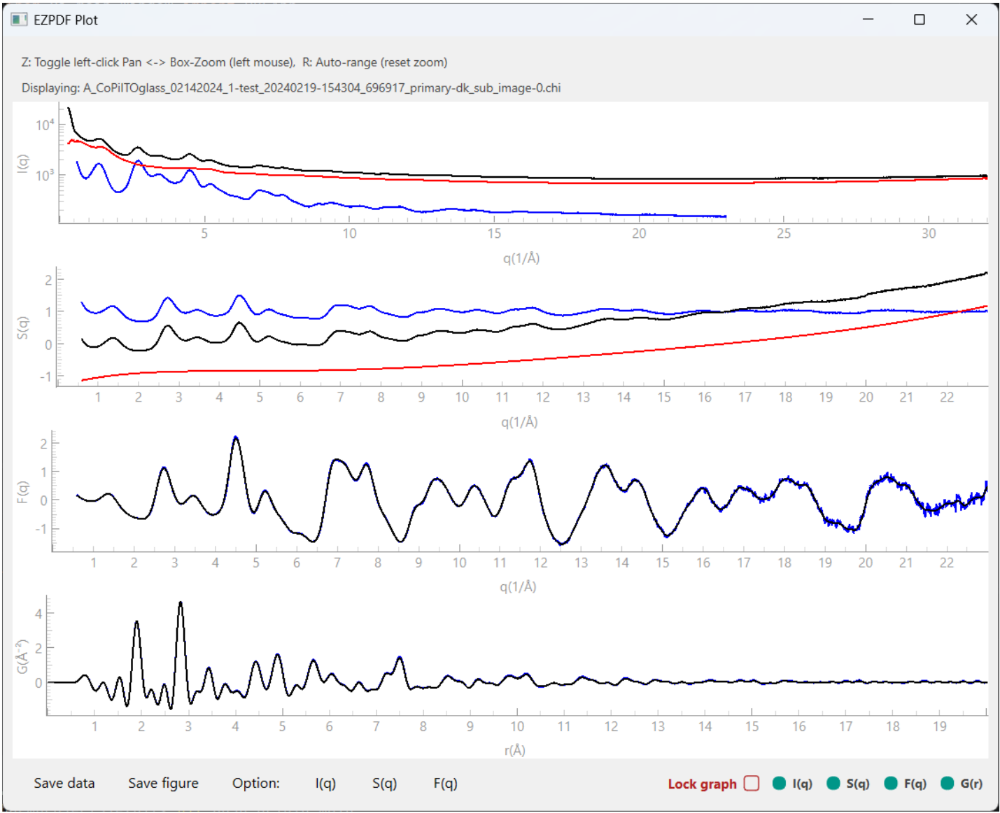 EZPDF Plot
Z: Toggle left-click Pan <-> Box-Zoom (left mouse),  R: Auto-range (reset zoom)
Displaying: A_CoPiITOglass_02142024_1-test_20240219-154304_696917_primary-dk_sub_image-0.chi
10⁴
10³
I(q)
5 10 15 20 25 30
q(1/Å)
2
1
0
-1
S(q)
1 2 3 4 5 6 7 8 9 10 11 12 13 14 15 16 17 18 19 20 21 22
q(1/Å)
2
1
0
-1
F(q)
1 2 3 4 5 6 7 8 9 10 11 12 13 14 15 16 17 18 19 20 21 22
q(1/Å)
4
2
0
G(Å⁻²)
1 2 3 4 5 6 7 8 9 10 11 12 13 14 15 16 17 18 19
r(Å)
Save data Save figure Option: I(q) S(q) F(q) Lock graph I(q) S(q) F(q) G(r)